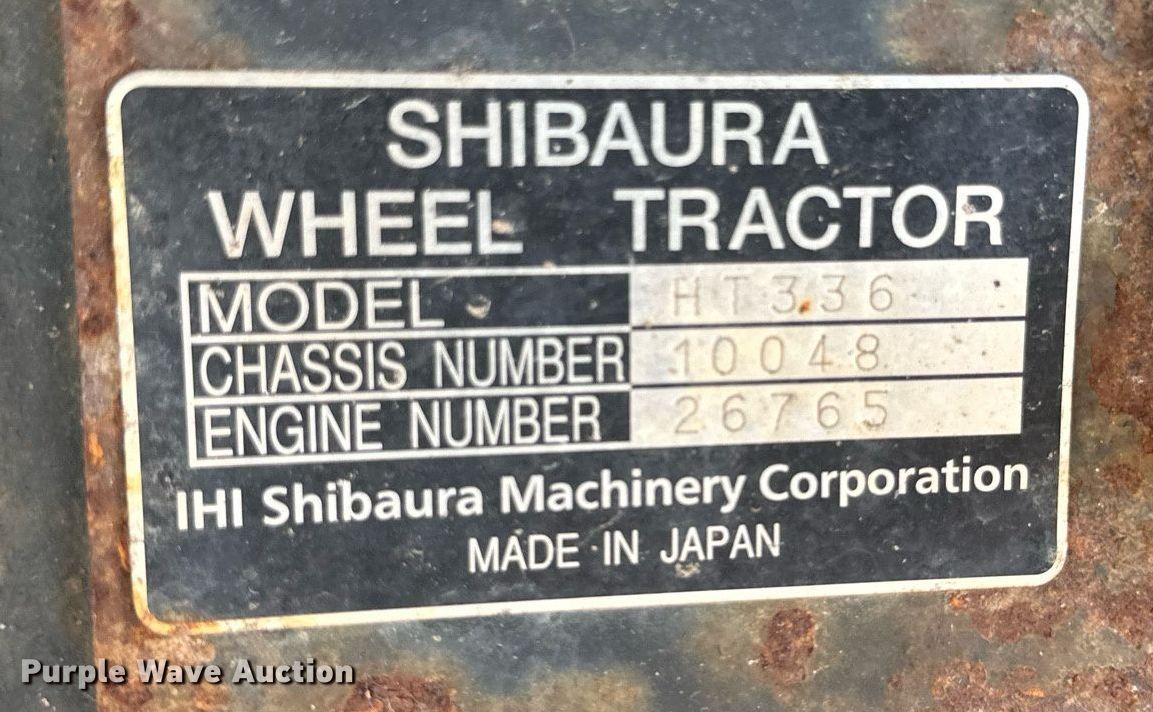 SHIBAURA
WHEEL TRACTOR
MODEL HT336
CHASSIS NUMBER 10048
ENGINE NUMBER 26765
IHI Shibaura Machinery Corporation
MADE IN JAPAN
Purple Wave Auction